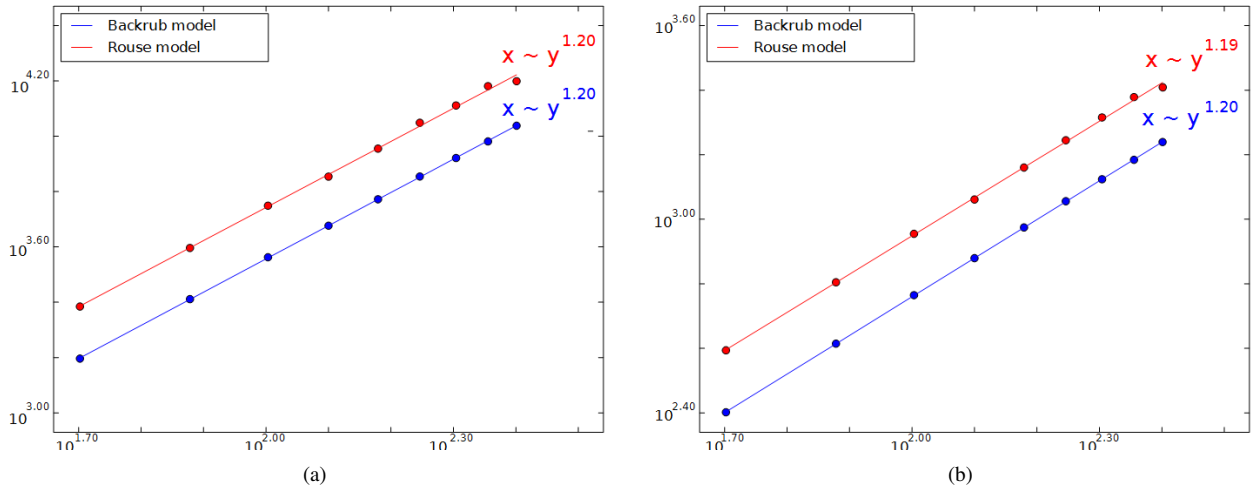 Backrub model
Rouse model
x ~ y^1.20
x ~ y^1.20
10^4.20
10^3.60
10^3.00
10^1.70
10^2.00
10^2.30
(a)
Backrub model
Rouse model
x ~ y^1.19
x ~ y^1.20
10^3.60
10^3.00
10^2.40
10^1.70
10^2.00
10^2.30
(b)